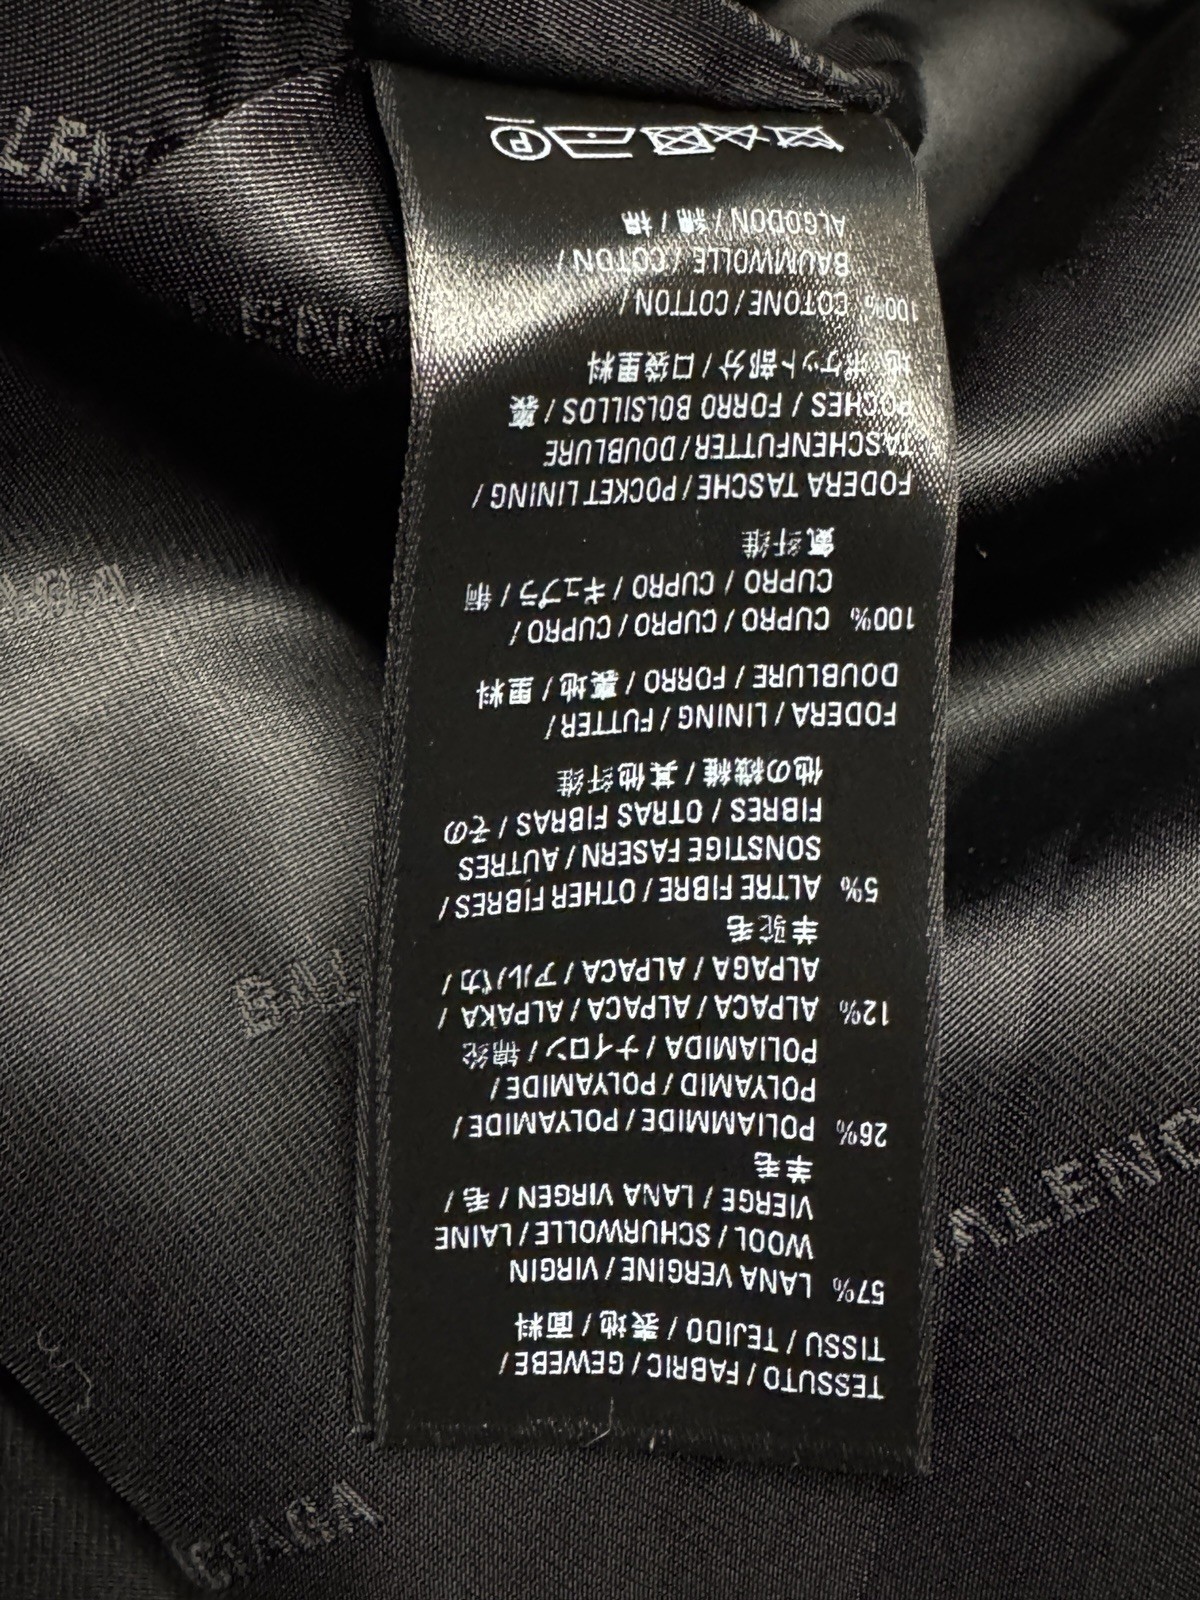 TESSUTO / FABRIC / GEWEBE /
TISSU / TEJIDO / 表地 / 面料
57% LANA VERGINE / VIRGIN
WOOL / SCHURWOLLE / LAINE
VIERGE / LANA VIRGEN / 毛 /
羊毛
26% POLIAMMIDE / POLYAMIDE /
POLYAMID / POLYAMIDE /
POLIAMIDA / ナイロン / 锦纶
12% ALPACA / ALPACA / ALPAKA /
ALPAGA / ALPACA / アルパカ /
羊驼毛
5% ALTRE FIBRE / OTHER FIBRES /
SONSTIGE FASERN / AUTRES
FIBRES / OTRAS FIBRAS / その
他の繊維 / 其他纤维
FODERA / LINING / FUTTER /
DOUBLURE / FORRO / 裏地 / 里料
100% CUPRO / CUPRO / CUPRO /
CUPRO / CUPRO / キュプラ / 铜
氨纤维
FODERA TASCHE / POCKET LINING /
TASCHENFUTTER / DOUBLURE
POCHES / FORRO BOLSILLOS / 裏
地 ポケット部分 / 口袋里料
100% COTONE / COTTON /
BAUMWOLLE / COTON /
ALGODON / 綿 / 棉
P
BALENC
IAGA